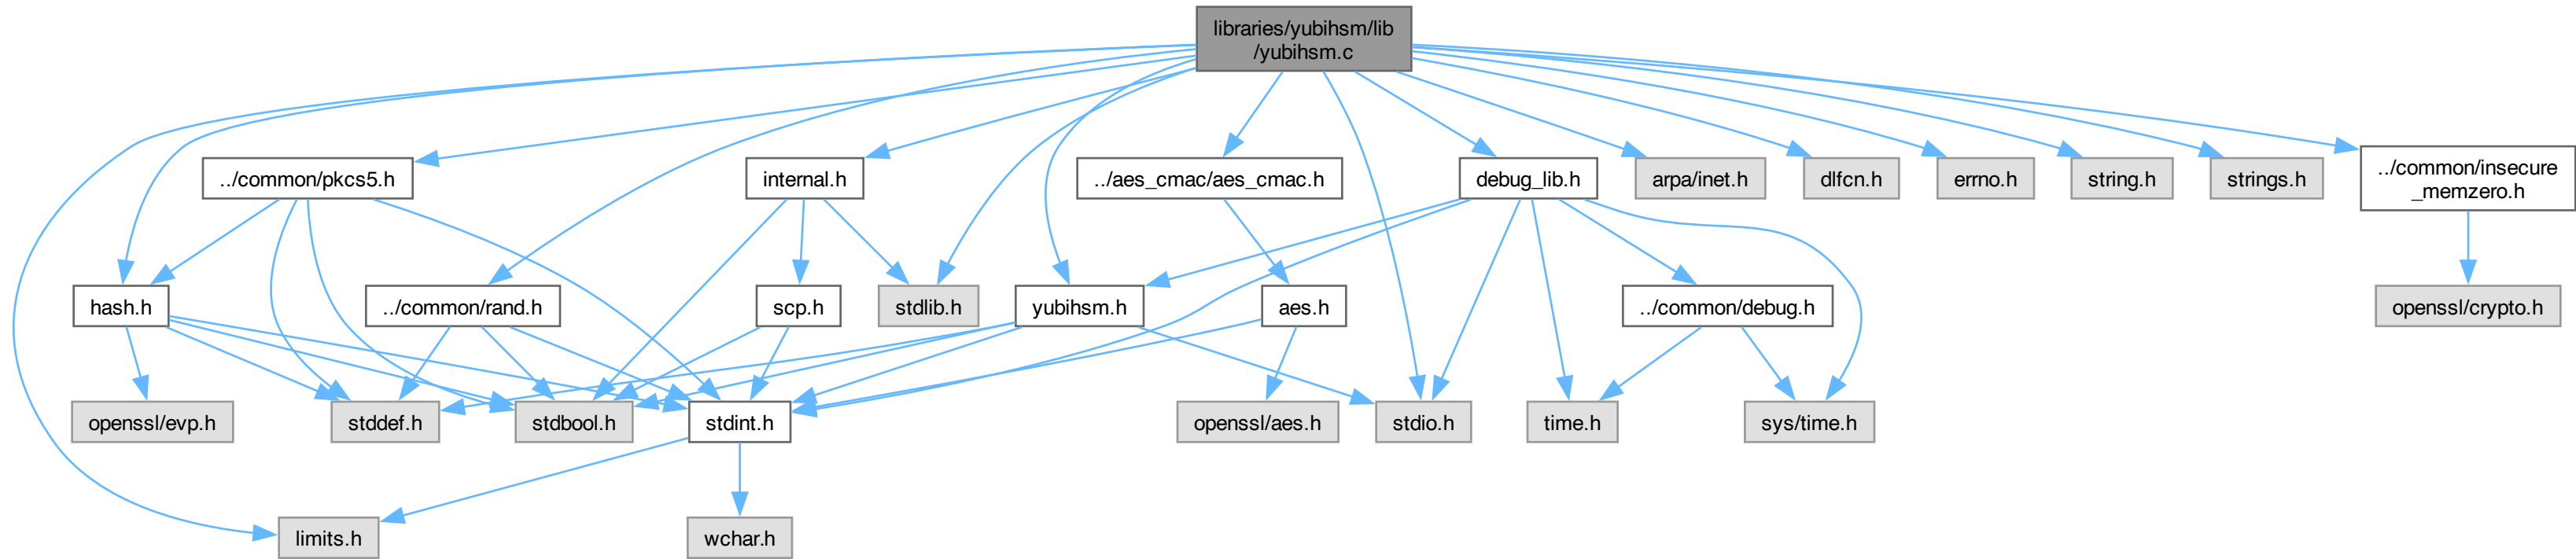 libraries/yubihsm/lib
/yubihsm.c
../common/pkcs5.h
internal.h
../aes_cmac/aes_cmac.h
debug_lib.h
arpa/inet.h
dlfcn.h
errno.h
string.h
strings.h
../common/insecure
_memzero.h
hash.h
../common/rand.h
scp.h
stdlib.h
yubihsm.h
aes.h
../common/debug.h
openssl/crypto.h
openssl/evp.h
stddef.h
stdbool.h
stdint.h
openssl/aes.h
stdio.h
time.h
sys/time.h
limits.h
wchar.h